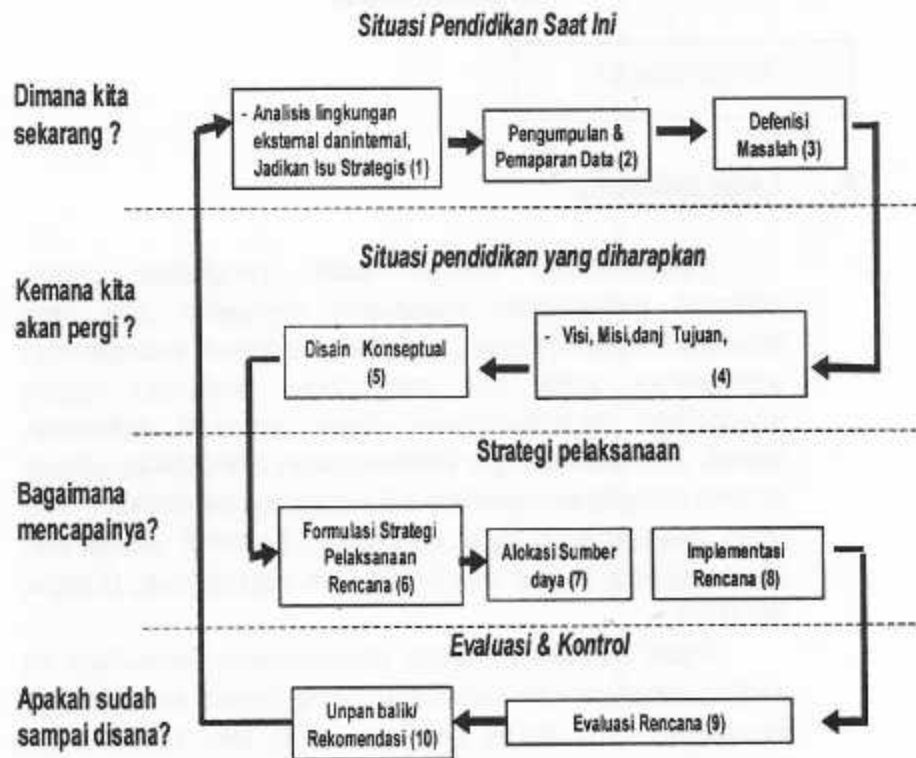 Situasi Pendidikan Saat Ini
Dimana kita
sekarang ?
- Analisis lingkungan
eksternal daninternal,
Jadikan Isu Strategis (1)
Pengumpulan &
Pemaparan Data (2)
Defenisi
Masalah (3)
Situasi pendidikan yang diharapkan
Kemana kita
akan pergi ?
Disain Konseptual
(5)
- Visi, Misi,danj Tujuan,
(4)
Strategi pelaksanaan
Bagaimana
mencapainya?
Formulasi Strategi
Pelaksanaan
Rencana (6)
Alokasi Sumber
daya (7)
Implementasi
Rencana (8)
Evaluasi & Kontrol
Apakah sudah
sampai disana?
Unpan balik/
Rekomendasi (10)
Evaluasi Rencana (9)